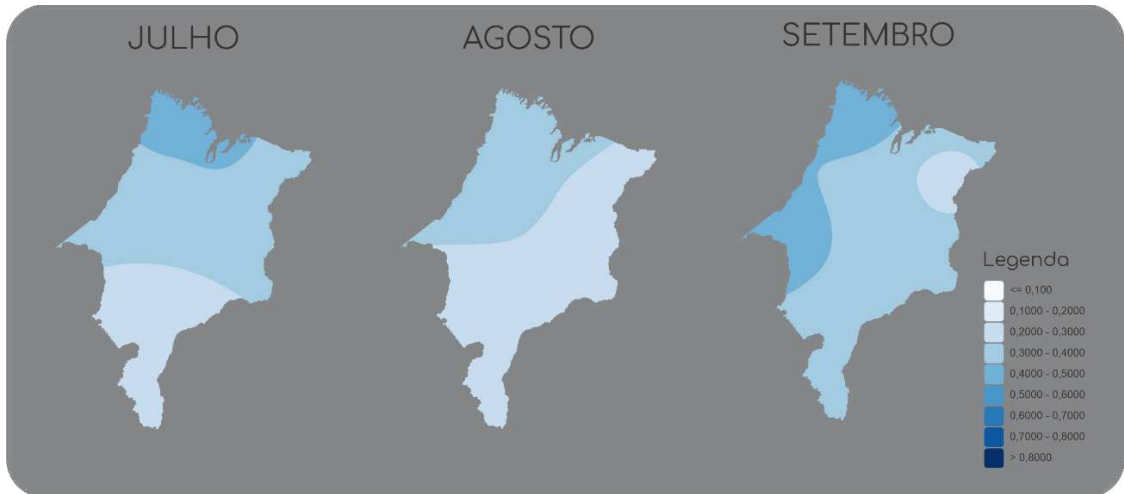 JULHO
AGOSTO
SETEMBRO
Legenda
<= 0,100
0,1000 - 0,2000
0,2000 - 0,3000
0,3000 - 0,4000
0,4000 - 0,5000
0,5000 - 0,6000
0,6000 - 0,7000
0,7000 - 0,8000
> 0,8000